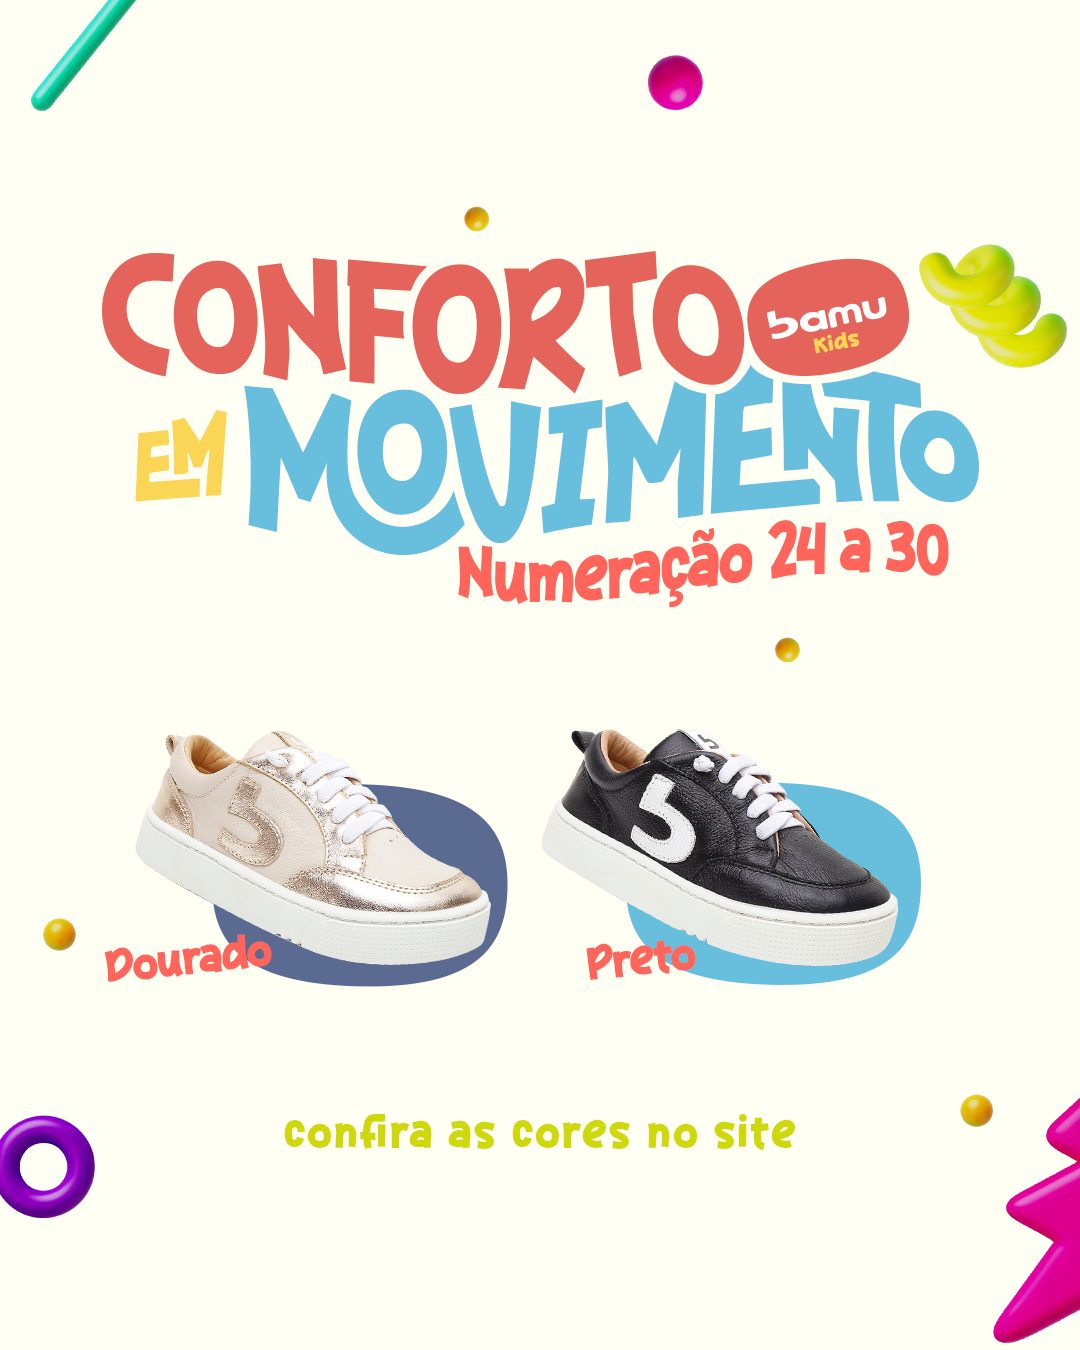 CONFORTO
bamu
Kids
EM MOVIMENTO
Numeração 24 a 30
Dourado
Preto
confira as cores no site